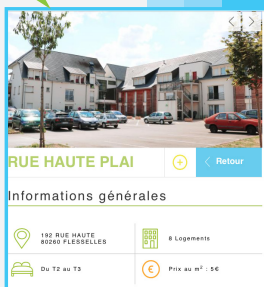 RUE HAUTE PLAI
Retour
Informations générales
192 RUE HAUTE
80260 FLESSELLES
8 Logements
Du T2 au T3
Prix au m² : 5€